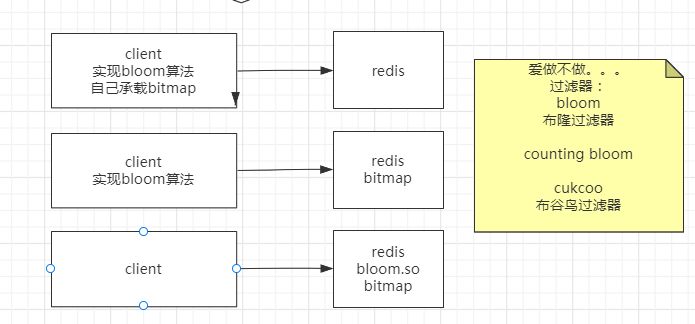 client
实现bloom算法
自己承载bitmap
redis
client
实现bloom算法
redis
bitmap
client
redis
bloom.so
bitmap
爱做不做。。。
过滤器：
bloom
布隆过滤器
counting bloom
cukcoo
布谷鸟过滤器